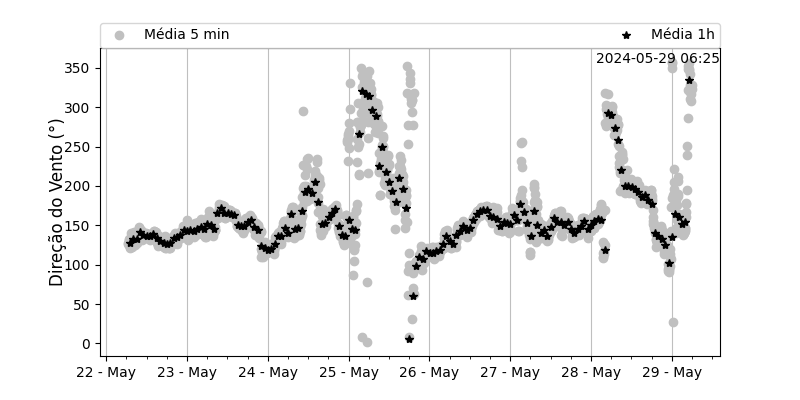 Média 5 min
Média 1h
2024-05-29 06:25
Direção do Vento (°)
350
300
250
200
150
100
50
0
22 - May
23 - May
24 - May
25 - May
26 - May
27 - May
28 - May
29 - May